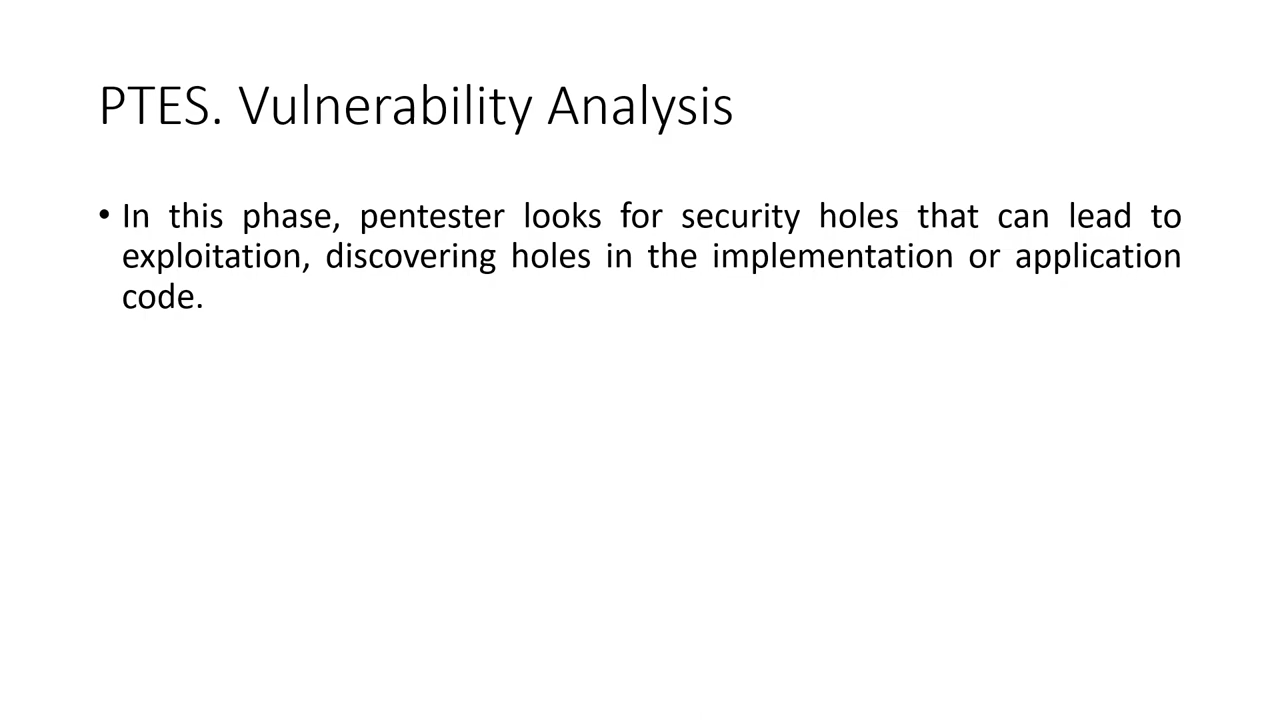 PTES. Vulnerability Analysis
• In this phase, pentester looks for security holes that can lead to
exploitation, discovering holes in the implementation or application
code.